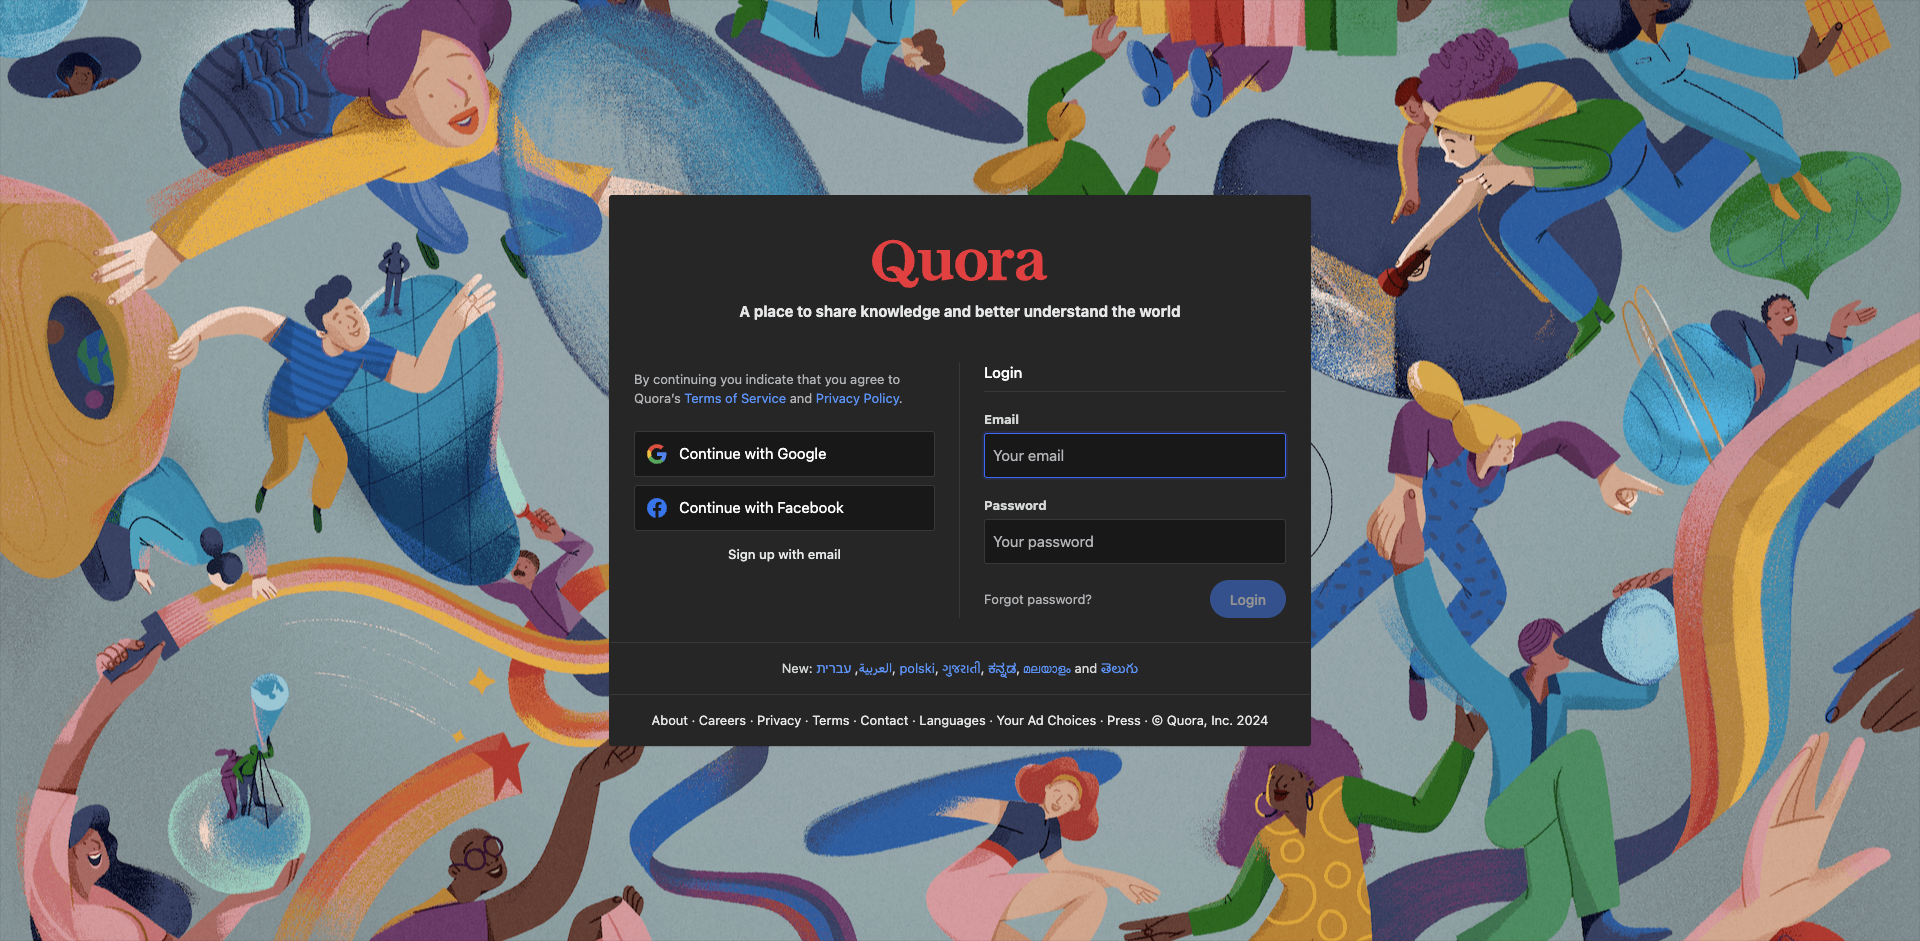 Quora
A place to share knowledge and better understand the world
By continuing you indicate that you agree to
Quora's Terms of Service and Privacy Policy.
Continue with Google
Continue with Facebook
Sign up with email
Login
Email
Your email
Password
Your password
Forgot password?
Login
New: עברית, العربية, polski, ગુજરાતી, ಕನ್ನಡ, മലയാളം and తెలుగు
About · Careers · Privacy · Terms · Contact · Languages · Your Ad Choices · Press · © Quora, Inc. 2024